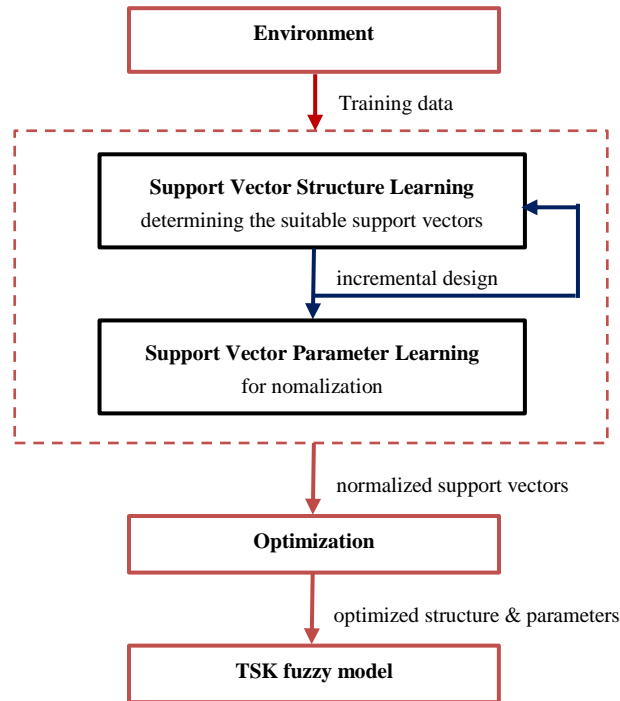 Environment
Training data
Support Vector Structure Learning
determining the suitable support vectors
incremental design
Support Vector Parameter Learning
for nomalization
normalized support vectors
Optimization
optimized structure & parameters
TSK fuzzy model